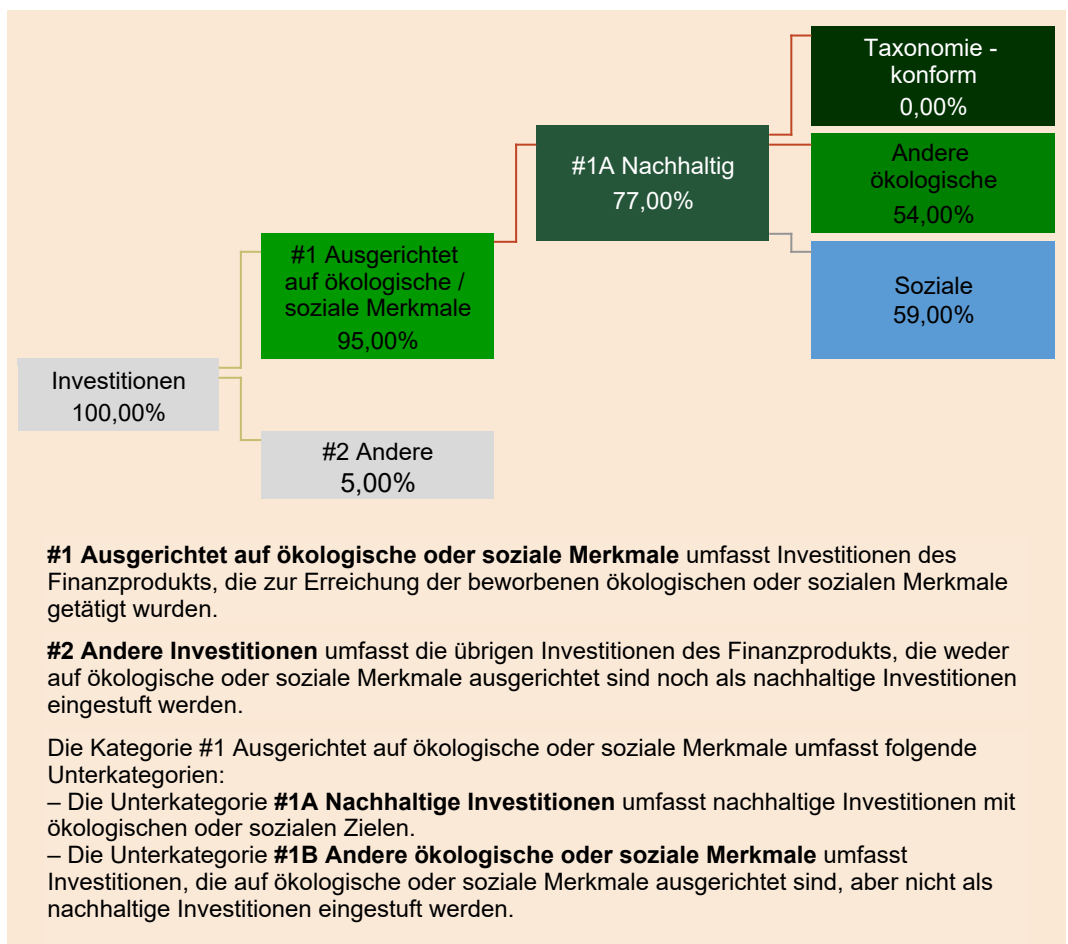 Taxonomie -
konform
0,00%
#1A Nachhaltig
77,00%
Andere
ökologische
54,00%
#1 Ausgerichtet
auf ökologische /
soziale Merkmale
95,00%
Soziale
59,00%
Investitionen
100,00%
#2 Andere
5,00%
#1 Ausgerichtet auf ökologische oder soziale Merkmale umfasst Investitionen des
Finanzprodukts, die zur Erreichung der beworbenen ökologischen oder sozialen Merkmale
getätigt wurden.
#2 Andere Investitionen umfasst die übrigen Investitionen des Finanzprodukts, die weder
auf ökologische oder soziale Merkmale ausgerichtet sind noch als nachhaltige Investitionen
eingestuft werden.
Die Kategorie #1 Ausgerichtet auf ökologische oder soziale Merkmale umfasst folgende
Unterkategorien:
– Die Unterkategorie #1A Nachhaltige Investitionen umfasst nachhaltige Investitionen mit
ökologischen oder sozialen Zielen.
– Die Unterkategorie #1B Andere ökologische oder soziale Merkmale umfasst
Investitionen, die auf ökologische oder soziale Merkmale ausgerichtet sind, aber nicht als
nachhaltige Investitionen eingestuft werden.